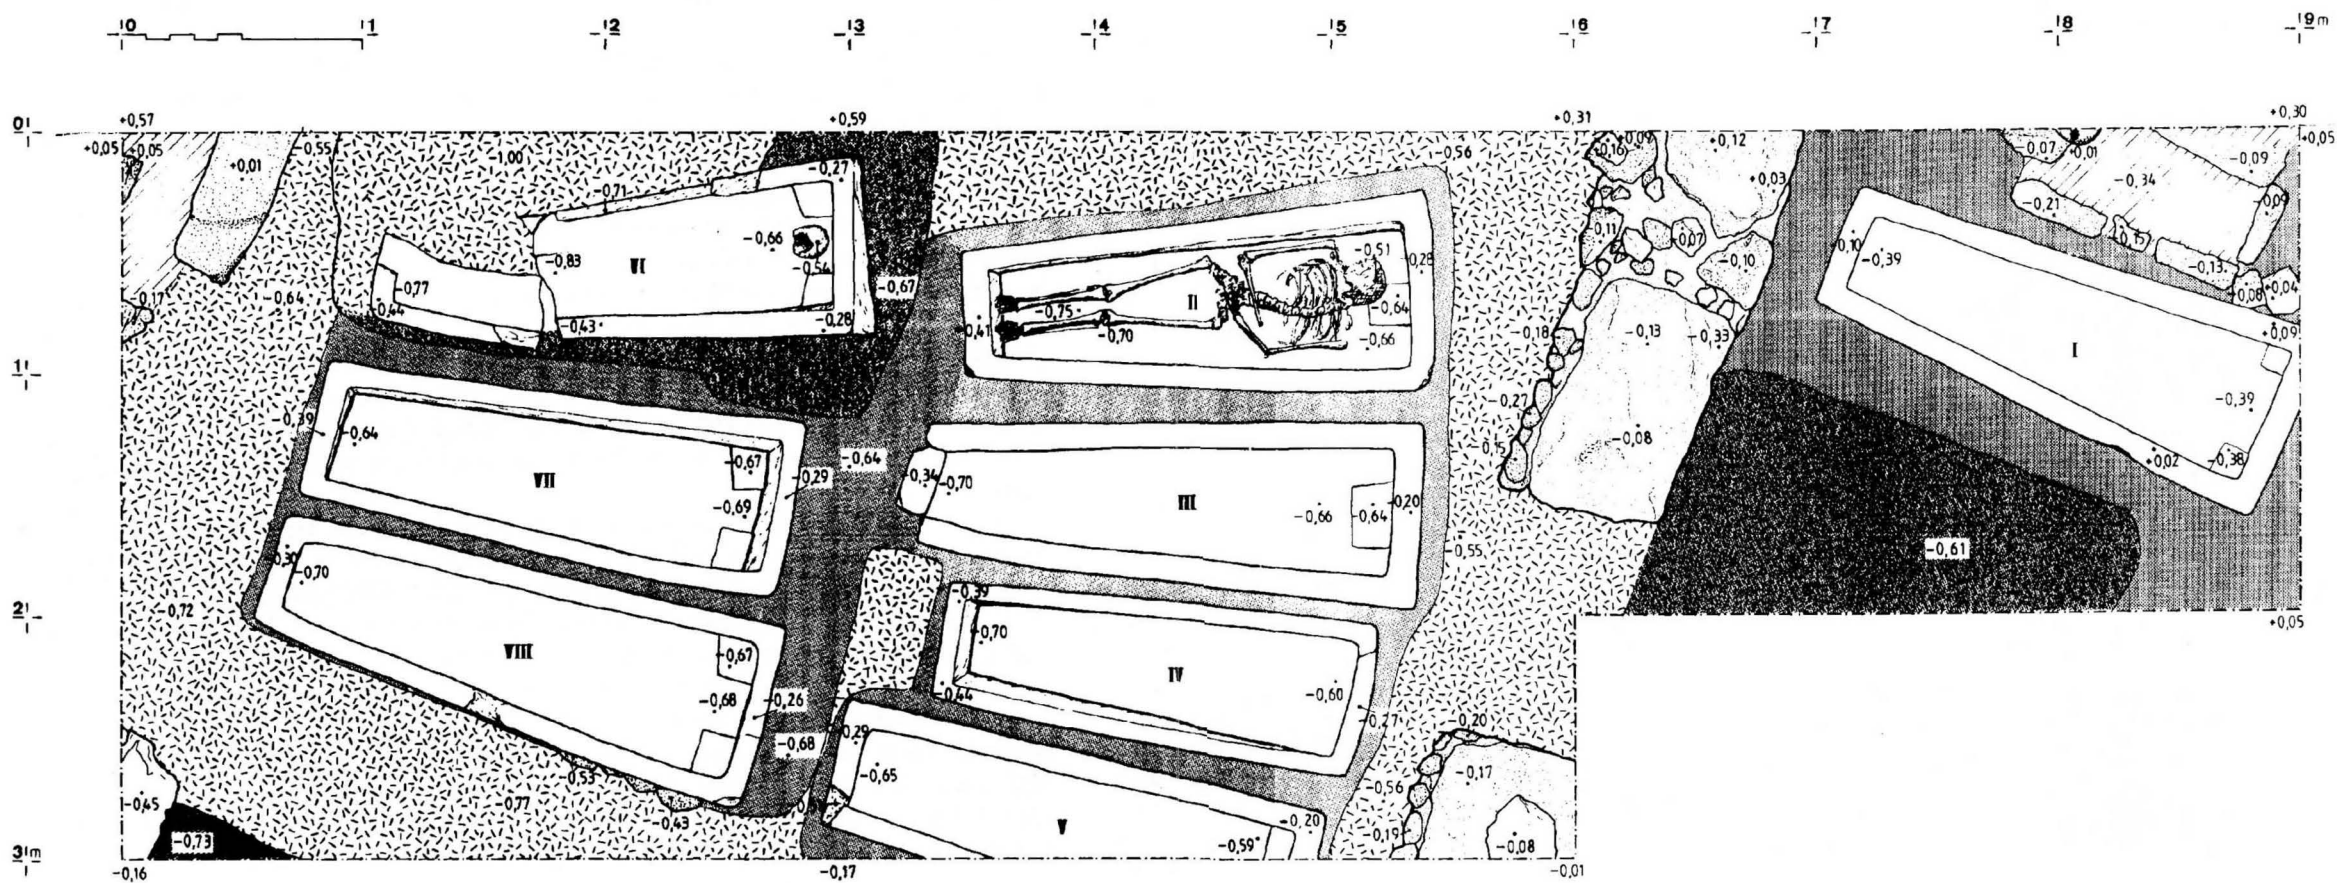 10 11 12 13 14 15 16 17 18 19m
+0,57 +0,59 +0,31 +0,30
0
+0,05 +0,05 +0,01 -0,55 -1,00 -0,27 -0,56 +0,09 +0,16 +0,12 -0,07 +0,01 -0,09 +0,05
-0,71 +0,03 -0,34 -0,09
-0,21
-0,83 VI -0,66 -0,51 -0,11 -0,07 -0,15
-0,54 -0,28 -0,10 -0,10 -0,39 -0,13
-0,17 -0,64 -0,77 -0,67 II -0,64 -0,08 +0,04
-0,44 -0,43 -0,28 -0,41 -0,75 -0,70 -0,66 -0,18 -0,13 -0,33 +0,09
I
1
-0,39 -0,64 -0,27 -0,39
-0,67 -0,64 -0,08
VII -0,29 -0,34 -0,70 -0,15 +0,02 -0,38
-0,69 III -0,66 -0,64 -0,20
-0,55 -0,61
-0,30 -0,70
-0,39
2
-0,72 -0,70 +0,05
VIII -0,67
IV
-0,68 -0,26 -0,44 -0,60 -0,27
-0,68 -0,29 -0,20
-0,53 -0,65 -0,56 -0,17
-0,45 -0,77
-0,43 V -0,20 -0,19
-0,73 -0,59 -0,08
3m
-0,16 -0,17 -0,01